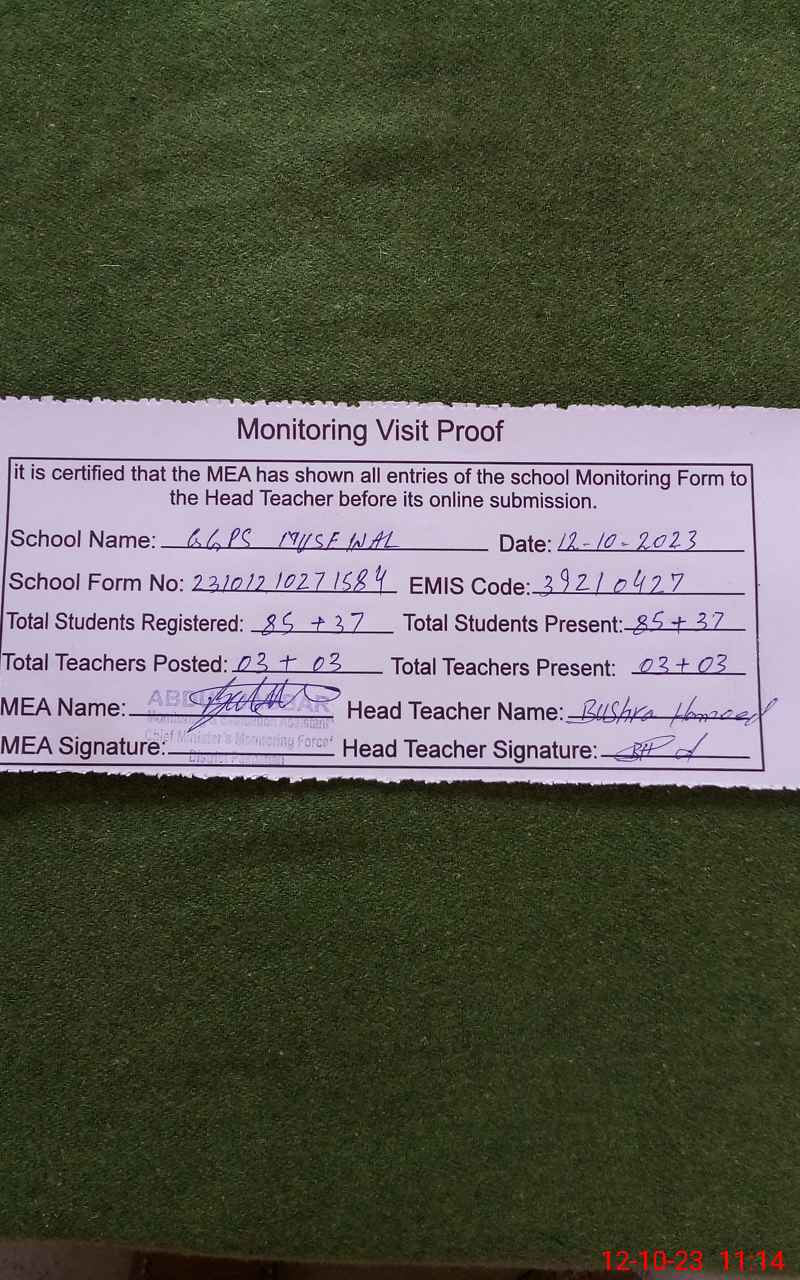 Monitoring Visit Proof
it is certified that the MEA has shown all entries of the school Monitoring Form to
the Head Teacher before its online submission.
School Name: GGPS Date: 12-10-2023
School Form No: 23101210271584 EMIS Code: 39210427
Total Students Registered: 85 + 37 Total Students Present: 85 + 37
Total Teachers Posted: 03 + 03 Total Teachers Present: 03 + 03
MEA Name: Head Teacher Name: Bushra Hameed
MEA Signature: Chief Minister's Monitoring Force Head Teacher Signature:
12-10-23 11:14